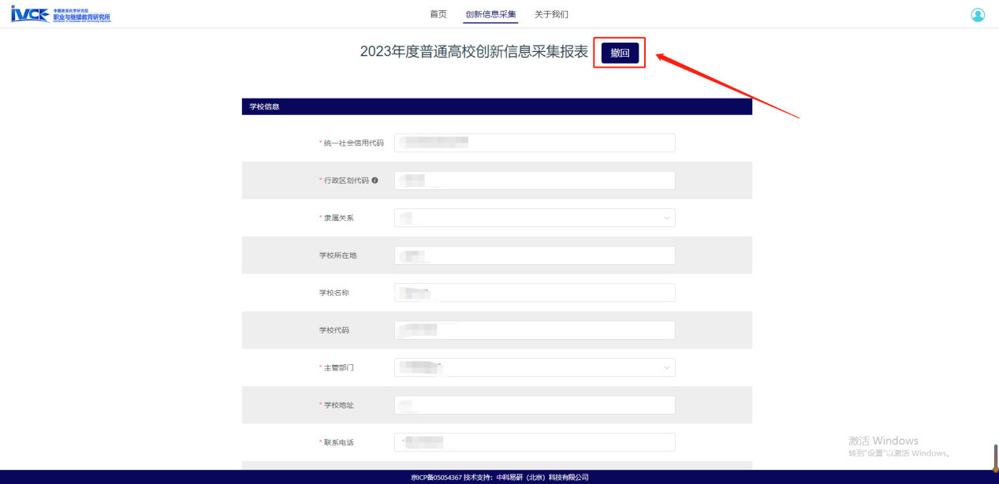 IVCE 中国教育科学研究院
职业与继续教育研究所
首页 创新信息采集 关于我们
2023年度普通高校创新信息采集报表 撤回
学校信息
* 统一社会信用代码
* 行政区划代码
* 隶属关系
学校所在地
学校名称
学校代码
* 主管部门
* 学校地址
* 联系电话
激活 Windows
转到"设置"以激活 Windows。
京ICP备05054367 技术支持：中科易研（北京）科技有限公司